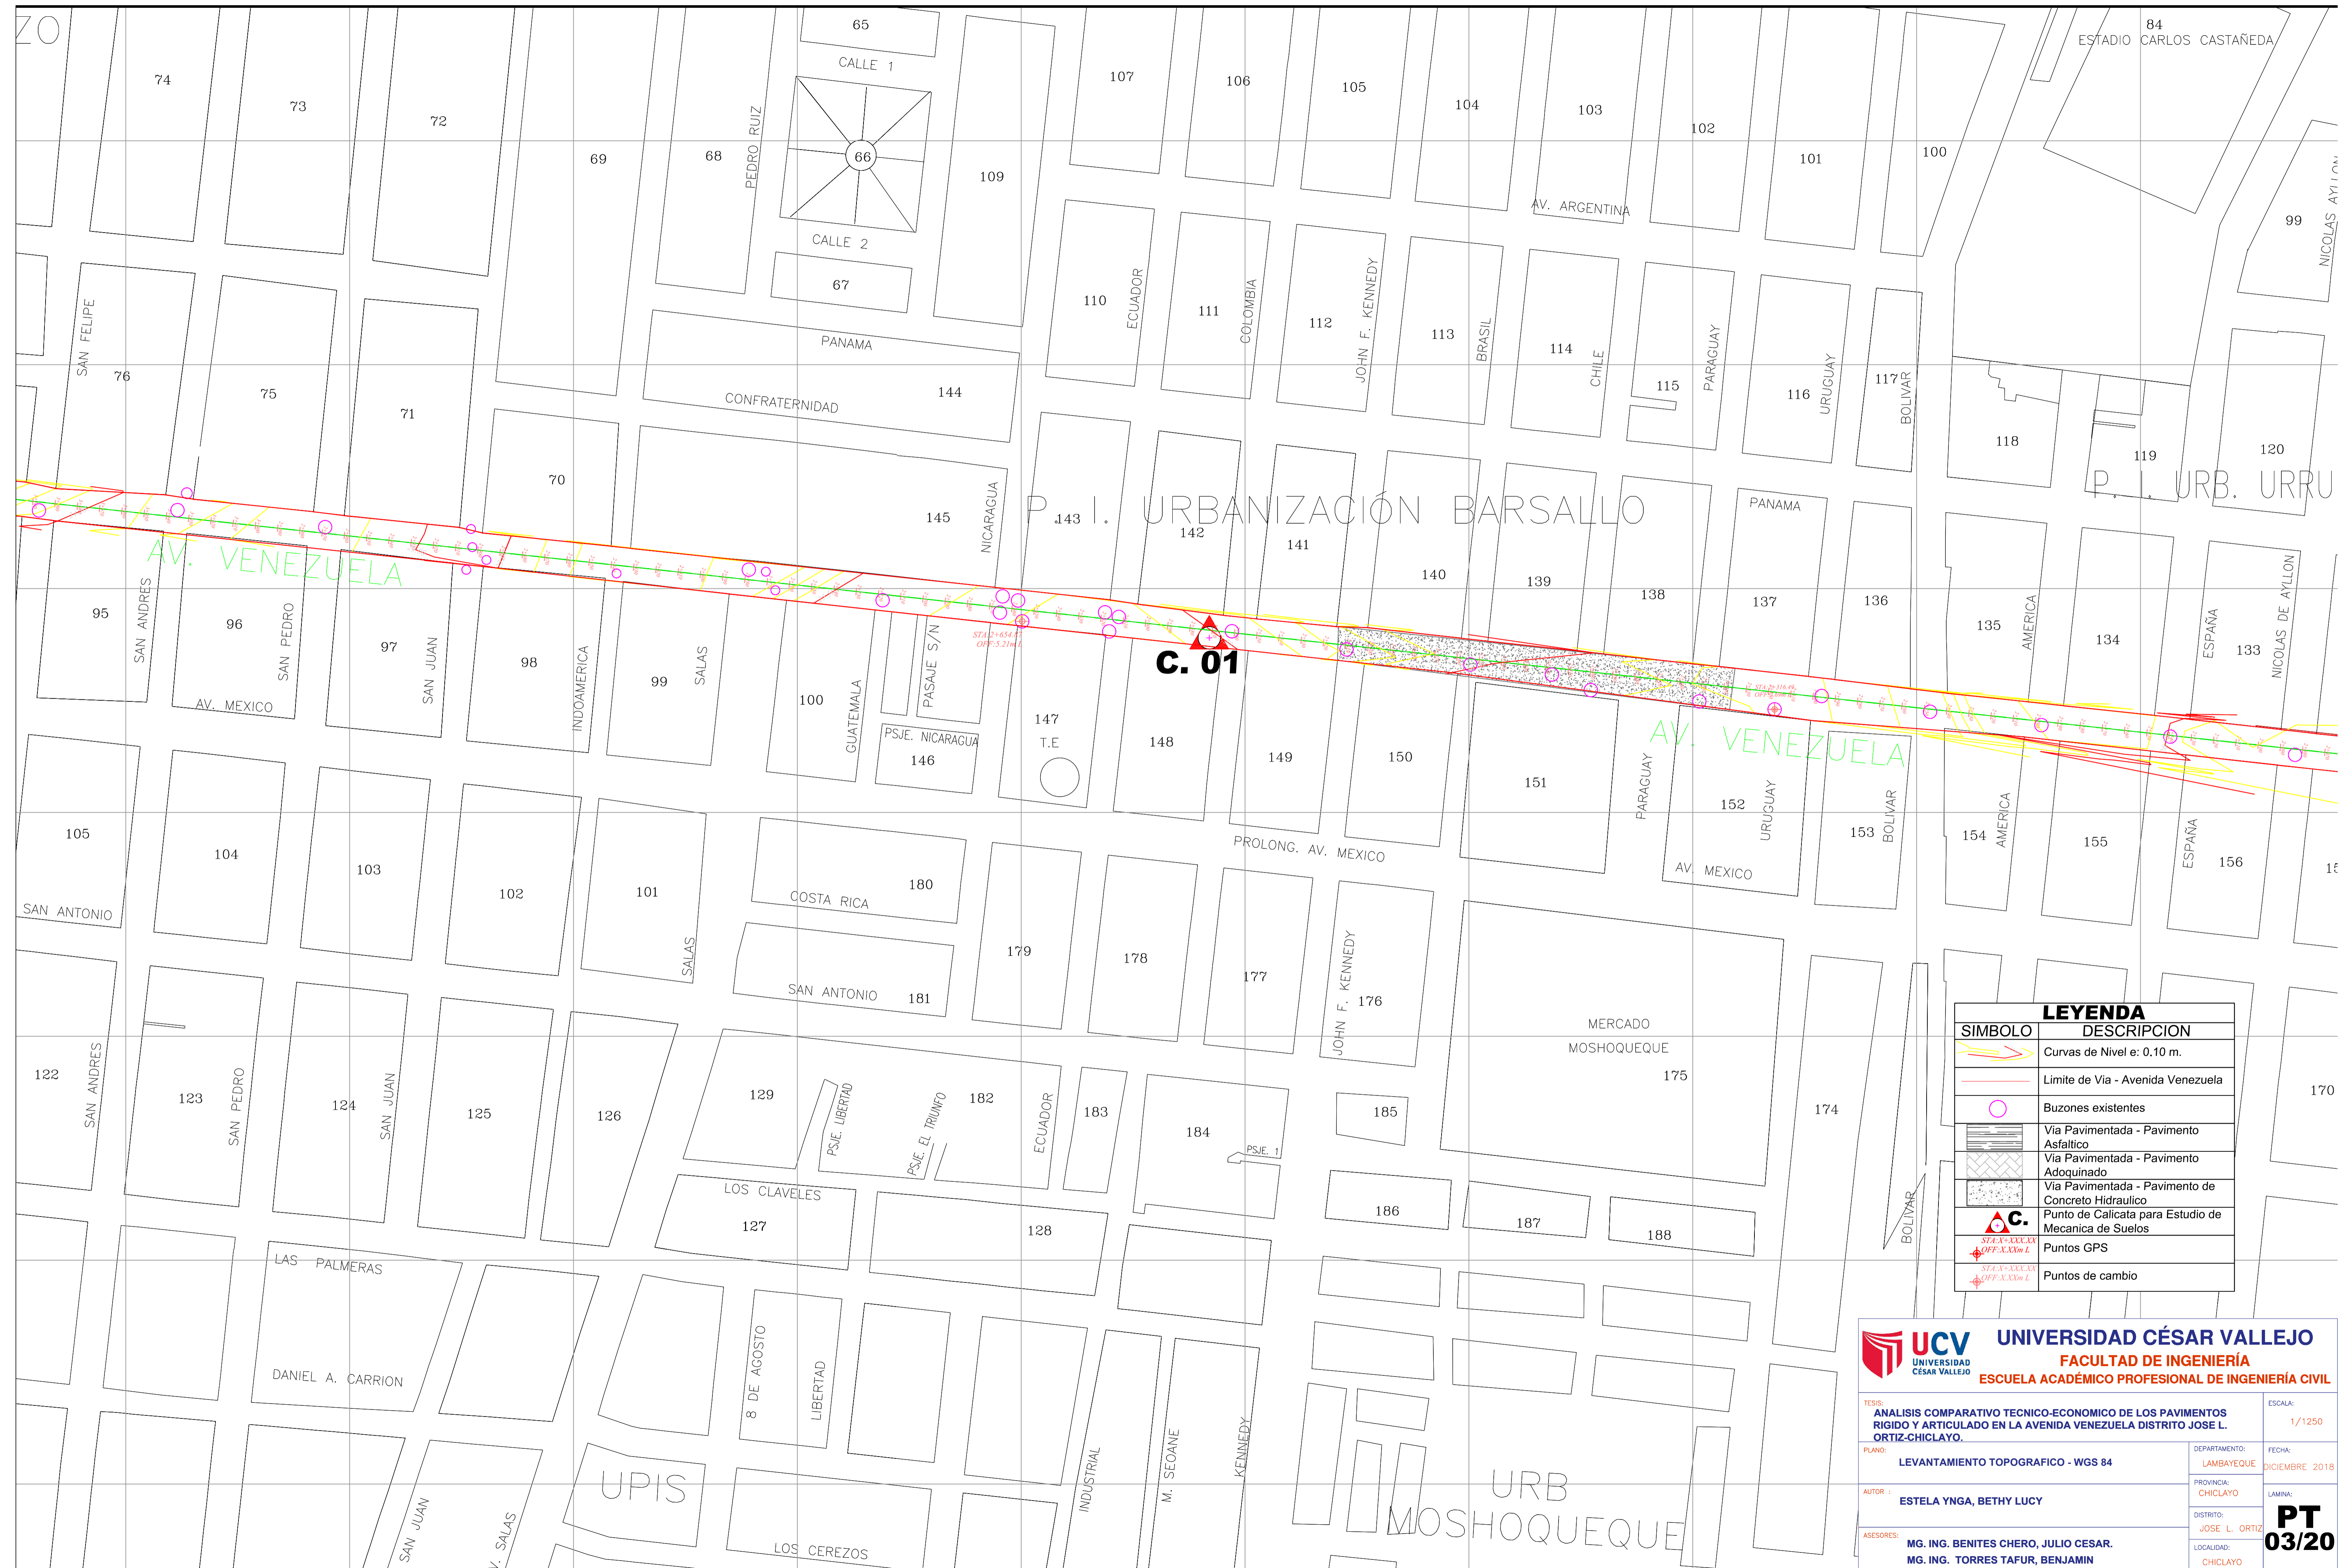 ZO
65
84
ESTADIO CARLOS CASTAÑEDA
CALLE 1
74
73
72
107
106
105
104
103
102
101
100
69
68
PEDRO RUIZ
66
109
AV. ARGENTINA
99
NICOLAS AYLLON
CALLE 2
67
110
ECUADOR
111
COLOMBIA
112
JOHN F. KENNEDY
113
BRASIL
114
CHILE
115
PARAGUAY
116
URUGUAY
117
BOLIVAR
SAN FELIPE
76
75
71
PANAMA
144
CONFRATERNIDAD
118
119
120
P. I. URB. URRU
70
145
NICARAGUA
143
P. I. URBANIZACIÓN BARSALLO
142
141
140
139
138
PANAMA
137
136
135
AMERICA
134
ESPAÑA
133
NICOLAS DE AYLLON
AV. VENEZUELA
95
SAN ANDRES
96
SAN PEDRO
97
SAN JUAN
98
INDOAMERICA
99
SALAS
100
GUATEMALA
PASAJE S/N
STA:2+654.
OFF:5.21m L
C. 01
AV. MEXICO
PSJE. NICARAGUA
146
147
T.E
148
149
150
151
PARAGUAY
AV. VENEZUELA
152
URUGUAY
153
BOLIVAR
154
AMERICA
155
ESPAÑA
156
15
PROLONG. AV. MEXICO
AV. MEXICO
105
104
103
102
101
SALAS
180
COSTA RICA
SAN ANTONIO
179
178
177
JOHN F. KENNEDY
176
SAN ANTONIO
181
MERCADO
MOSHOQUEQUE
175
122
SAN ANDRES
123
SAN PEDRO
124
SAN JUAN
125
126
129
PSJE. LIBERTAD
PSJE. EL TRIUNFO
182
ECUADOR
183
184
PSJE. 1
185
174
BOLIVAR
170
LOS CLAVELES
127
128
186
187
188
LAS PALMERAS
DANIEL A. CARRION
8 DE AGOSTO
LIBERTAD
INDUSTRIAL
M. SEOANE
KENNEDY
UPIS
URB
MOSHOQUEQUE
SAN JUAN
V. SALAS
LOS CEREZOS
LEYENDA
SIMBOLO DESCRIPCION
Curvas de Nivel e: 0.10 m.
Limite de Via - Avenida Venezuela
Buzones existentes
Via Pavimentada - Pavimento
Asfaltico
Via Pavimentada - Pavimento
Adoquinado
Via Pavimentada - Pavimento de
Concreto Hidraulico
C.
Punto de Calicata para Estudio de
Mecanica de Suelos
STA:X+XXX.XX
OFF:X.XXm L
Puntos GPS
STA:X+XXX.XX
OFF:X.XXm L
Puntos de cambio
UCV
UNIVERSIDAD
CÉSAR VALLEJO
UNIVERSIDAD CÉSAR VALLEJO
FACULTAD DE INGENIERÍA
ESCUELA ACADÉMICO PROFESIONAL DE INGENIERÍA CIVIL
TESIS:
ANALISIS COMPARATIVO TECNICO-ECONOMICO DE LOS PAVIMENTOS
RIGIDO Y ARTICULADO EN LA AVENIDA VENEZUELA DISTRITO JOSE L.
ORTIZ-CHICLAYO.
ESCALA:
1/1250
PLANO:
LEVANTAMIENTO TOPOGRAFICO - WGS 84
DEPARTAMENTO:
LAMBAYEQUE
FECHA:
DICIEMBRE 2018
PROVINCIA:
CHICLAYO
AUTOR :
ESTELA YNGA, BETHY LUCY
LAMINA:
PT
03/20
DISTRITO:
JOSE L. ORTIZ
ASESORES:
MG. ING. BENITES CHERO, JULIO CESAR.
MG. ING. TORRES TAFUR, BENJAMIN
LOCALIDAD:
CHICLAYO